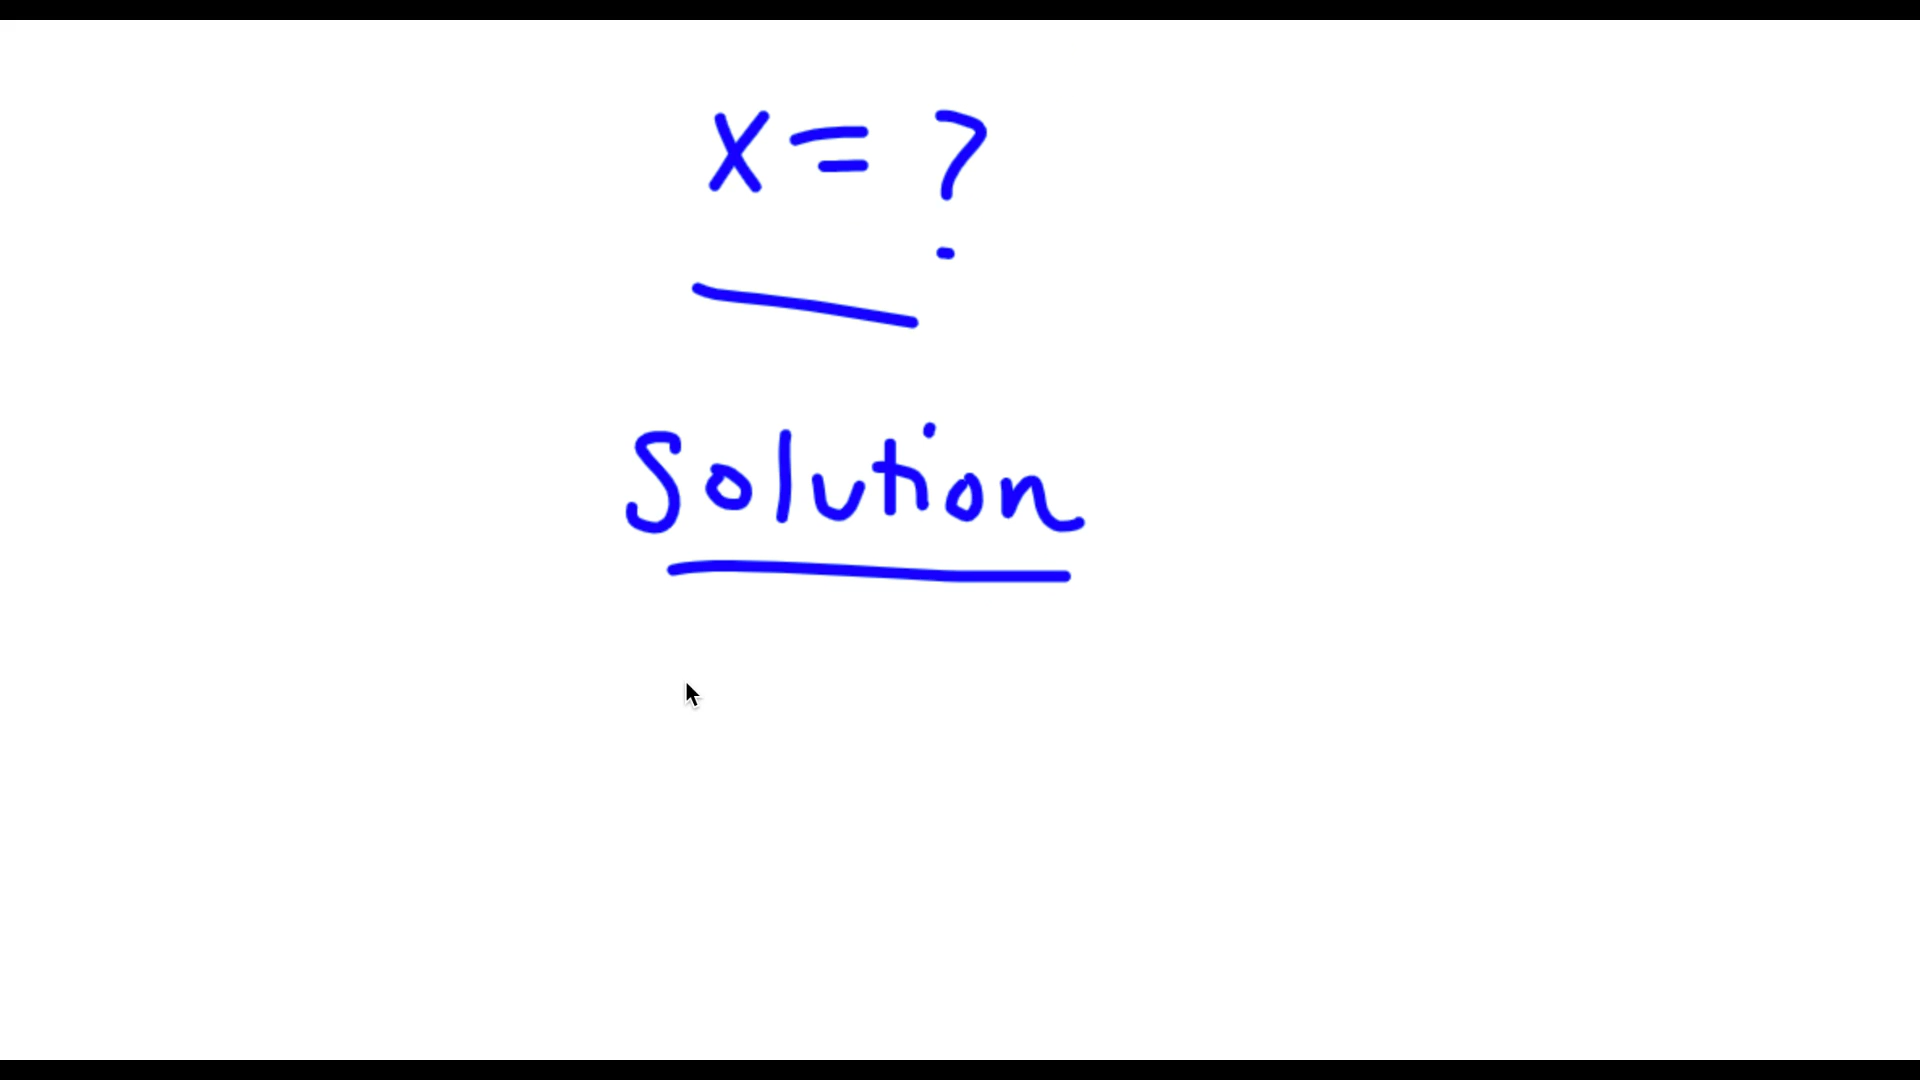 x = ?
Solution